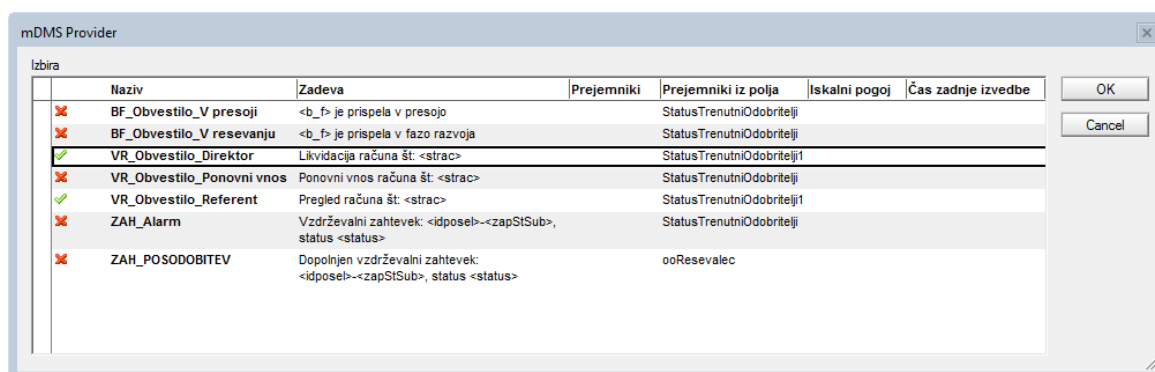 mDMS Provider
Izbira
Naziv Zadeva Prejemniki Prejemniki iz polja Iskalni pogoj Čas zadnje izvedbe
OK
BF_Obvestilo_V presoji <b_f> je prispela v presojo StatusTrenutniOdobritelji
Cancel
BF_Obvestilo_V resevanju <b_f> je prispela v fazo razvoja StatusTrenutniOdobritelji
VR_Obvestilo_Direktor Likvidacija računa št: <strac> StatusTrenutniOdobritelji1
VR_Obvestilo_Ponovni vnos Ponovni vnos računa št: <strac> StatusTrenutniOdobritelji
VR_Obvestilo_Referent Pregled računa št: <strac> StatusTrenutniOdobritelji1
ZAH_Alarm Vzdrževalni zahtevek: <idposel>-<zapStSub>, StatusTrenutniOdobritelji
status <status>
ZAH_POSODOBITEV Dopolnjen vzdrževalni zahtevek: ooResevalec
<idposel>-<zapStSub>, status <status>